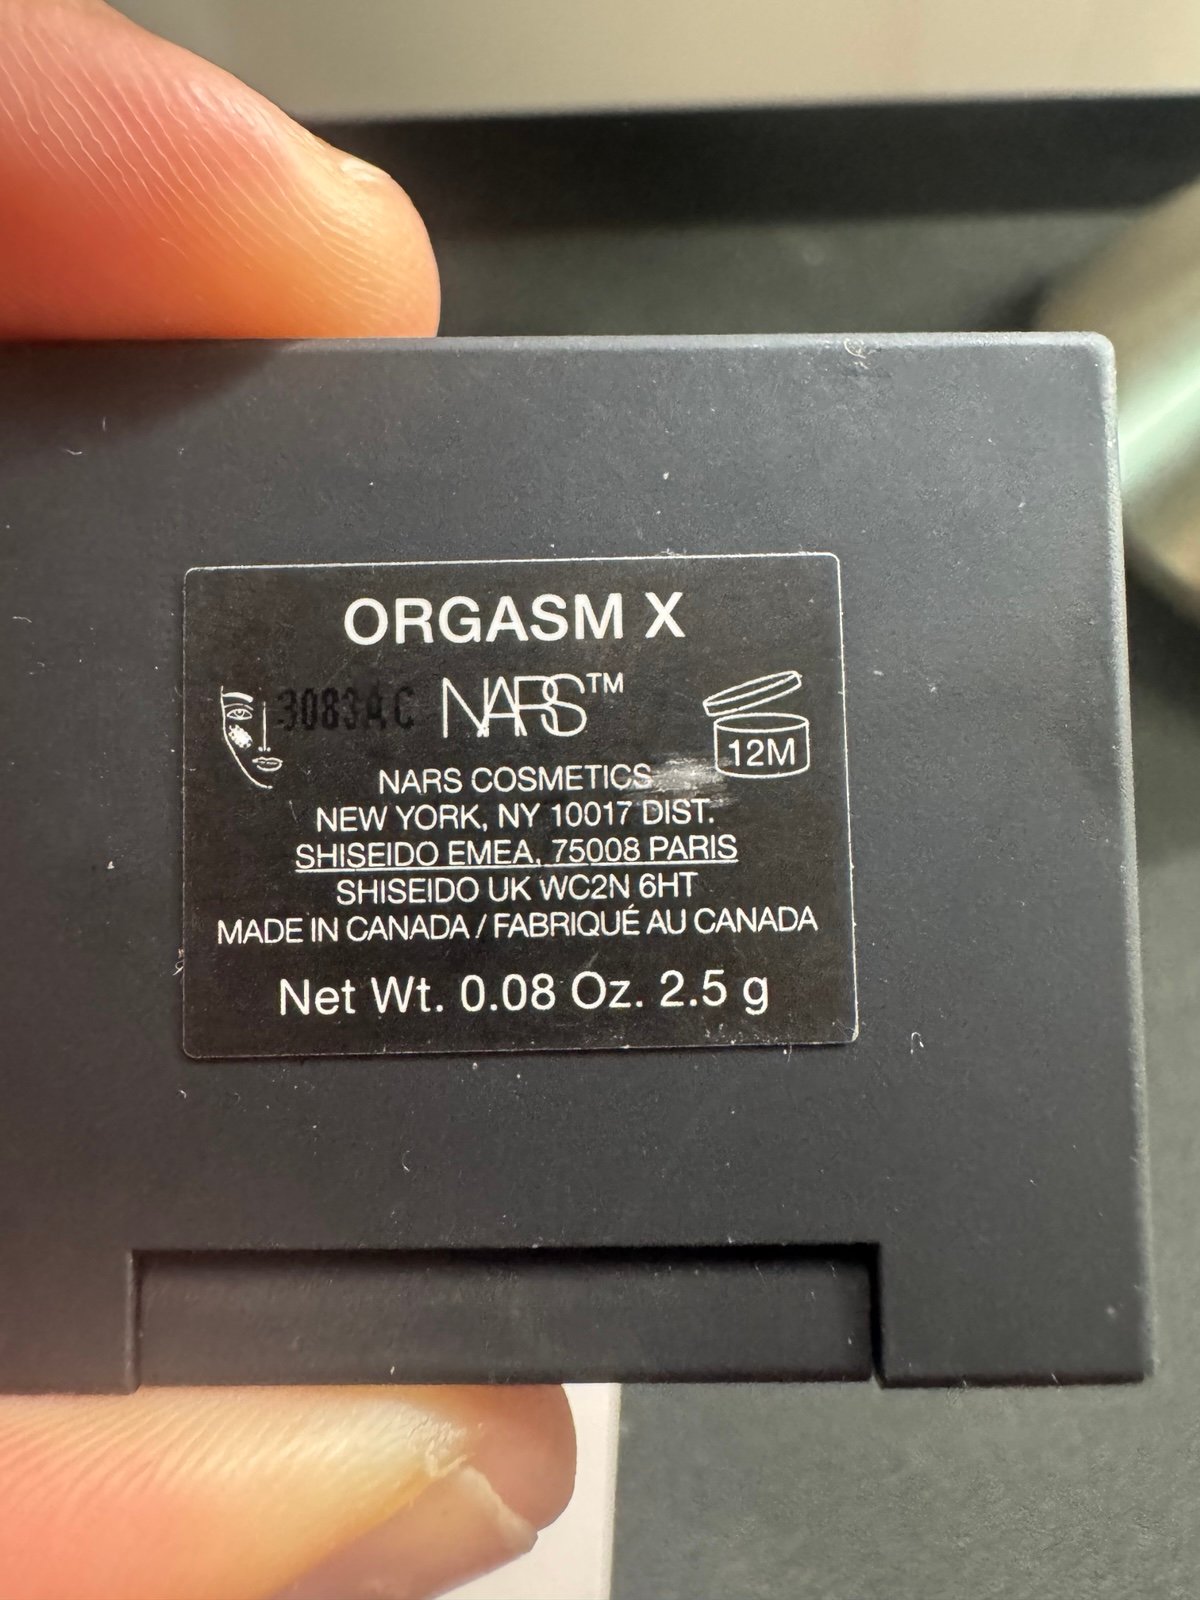 ORGASM X
3083AC NARS™
12M
NARS COSMETICS
NEW YORK, NY 10017 DIST.
SHISEIDO EMEA, 75008 PARIS
SHISEIDO UK WC2N 6HT
MADE IN CANADA / FABRIQUÉ AU CANADA
Net Wt. 0.08 Oz. 2.5 g